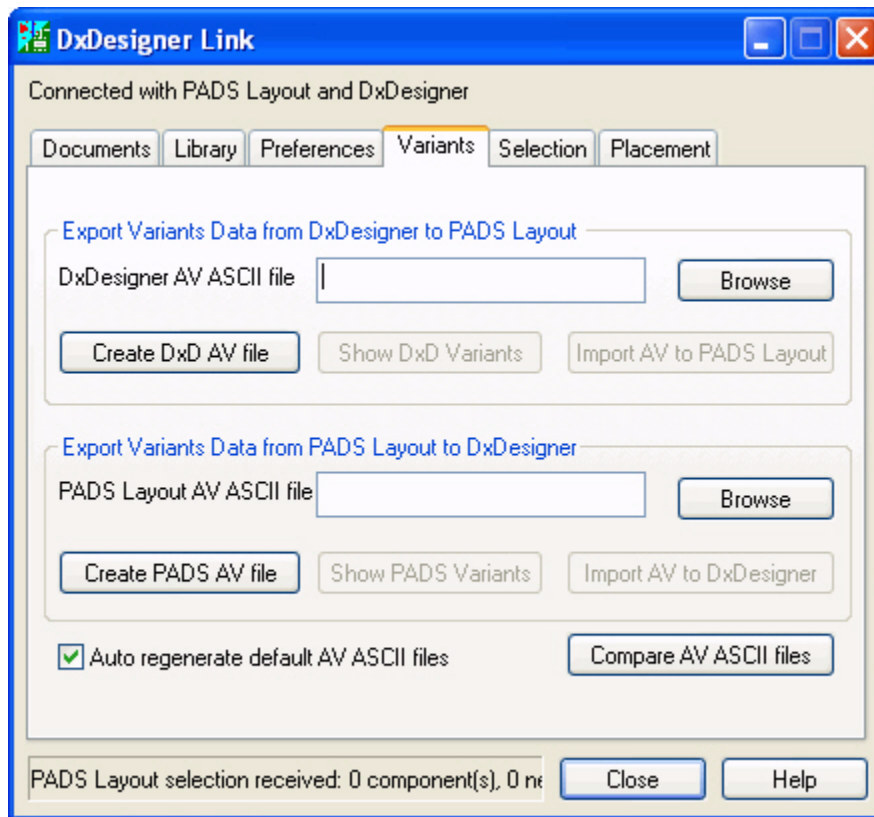 DxDesigner Link
Connected with PADS Layout and DxDesigner
Documents Library Preferences Variants Selection Placement
Export Variants Data from DxDesigner to PADS Layout
DxDesigner AV ASCII file Browse
Create DxD AV file Show DxD Variants Import AV to PADS Layout
Export Variants Data from PADS Layout to DxDesigner
PADS Layout AV ASCII file Browse
Create PADS AV file Show PADS Variants Import AV to DxDesigner
Auto regenerate default AV ASCII files Compare AV ASCII files
PADS Layout selection received: 0 component(s), 0 ne Close Help